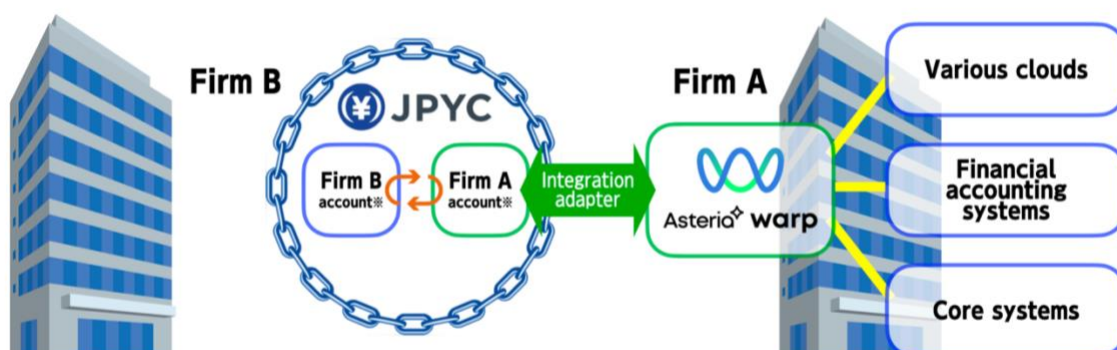 Firm B
JPYC
Firm B
account※
Firm A
account※
Integration
adapter
Firm A
Asteria warp
Various clouds
Financial
accounting
systems
Core systems